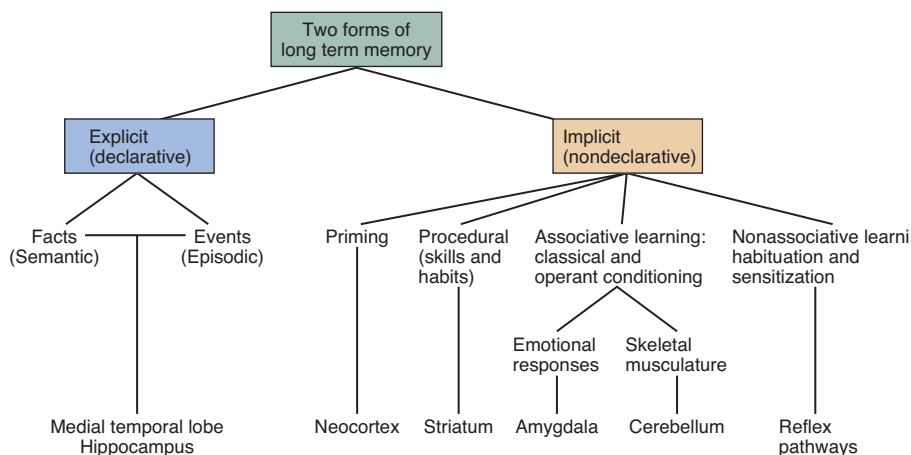 Two forms of
long term memory
Explicit
(declarative)
Implicit
(nondeclarative)
Facts
(Semantic)
Events
(Episodic)
Priming
Procedural
(skills and
habits)
Associative learning:
classical and
operant conditioning
Nonassociative learni
habituation and
sensitization
Emotional
responses
Skeletal
musculature
Medial temporal lobe
Hippocampus
Neocortex
Striatum
Amygdala
Cerebellum
Reflex
pathways